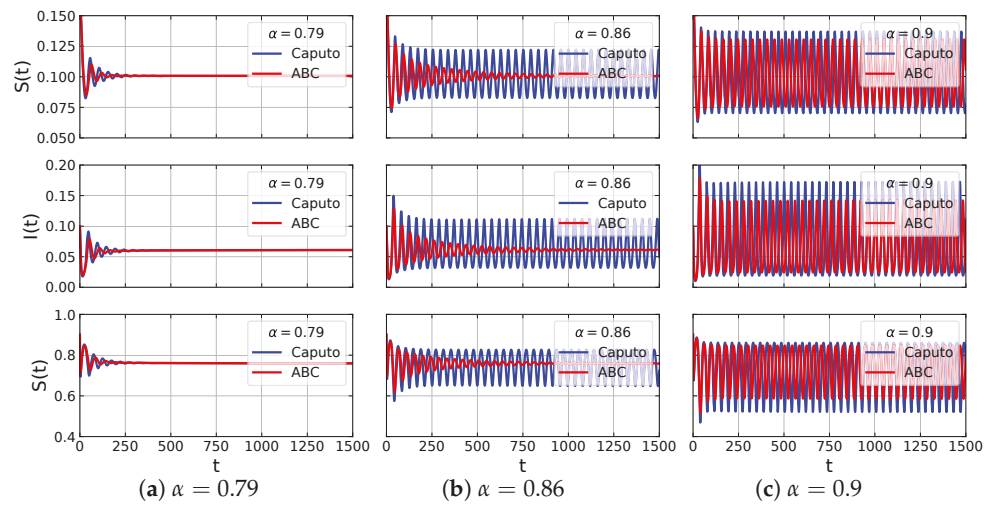 0.150
0.125
0.100
0.075
0.050
S(t)
α = 0.79
Caputo
ABC
α = 0.86
Caputo
ABC
α = 0.9
Caputo
ABC
0.20
0.15
0.10
0.05
0.00
I(t)
α = 0.79
Caputo
ABC
α = 0.86
Caputo
ABC
α = 0.9
Caputo
ABC
1.0
0.8
0.6
0.4
S(t)
α = 0.79
Caputo
ABC
α = 0.86
Caputo
ABC
α = 0.9
Caputo
ABC
0 250 500 750 1000 1250 1500
t
0 250 500 750 1000 1250 1500
t
0 250 500 750 1000 1250 1500
t
(a) α = 0.79
(b) α = 0.86
(c) α = 0.9